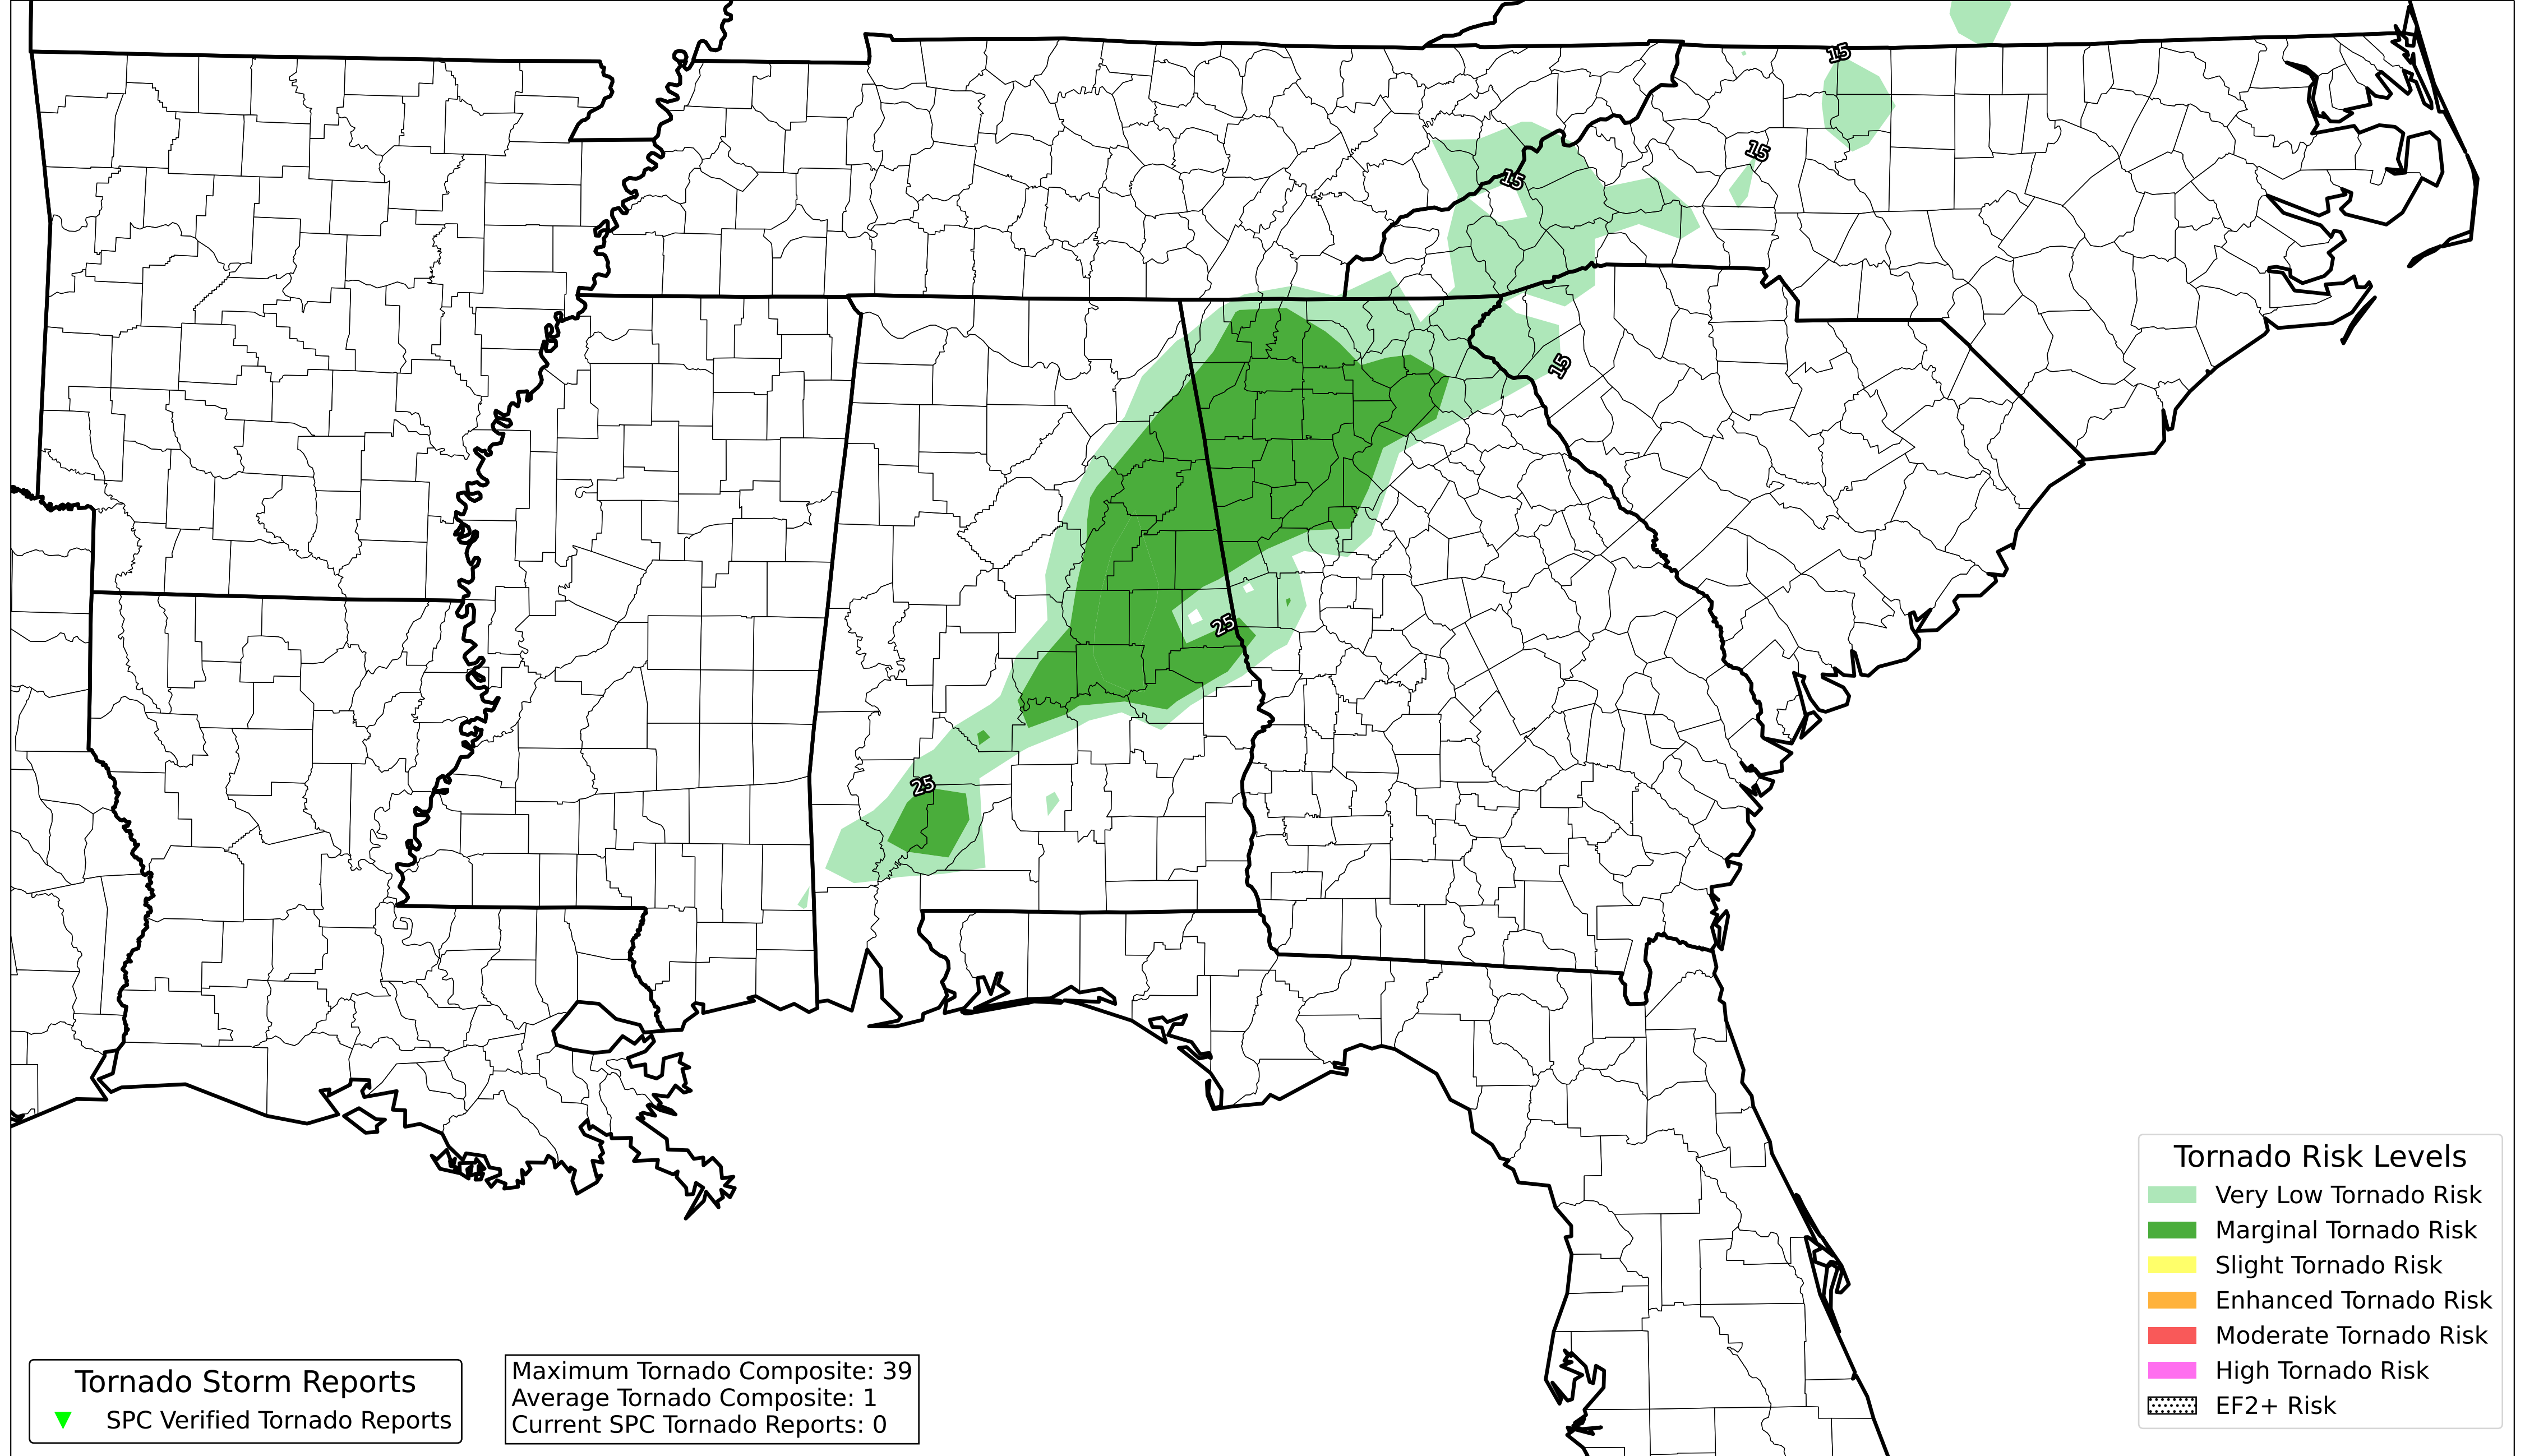 15
15
15
15
25
25
Tornado Risk Levels
Very Low Tornado Risk
Marginal Tornado Risk
Slight Tornado Risk
Enhanced Tornado Risk
Moderate Tornado Risk
High Tornado Risk
EF2+ Risk
Tornado Storm Reports
SPC Verified Tornado Reports
Maximum Tornado Composite: 39
Average Tornado Composite: 1
Current SPC Tornado Reports: 0